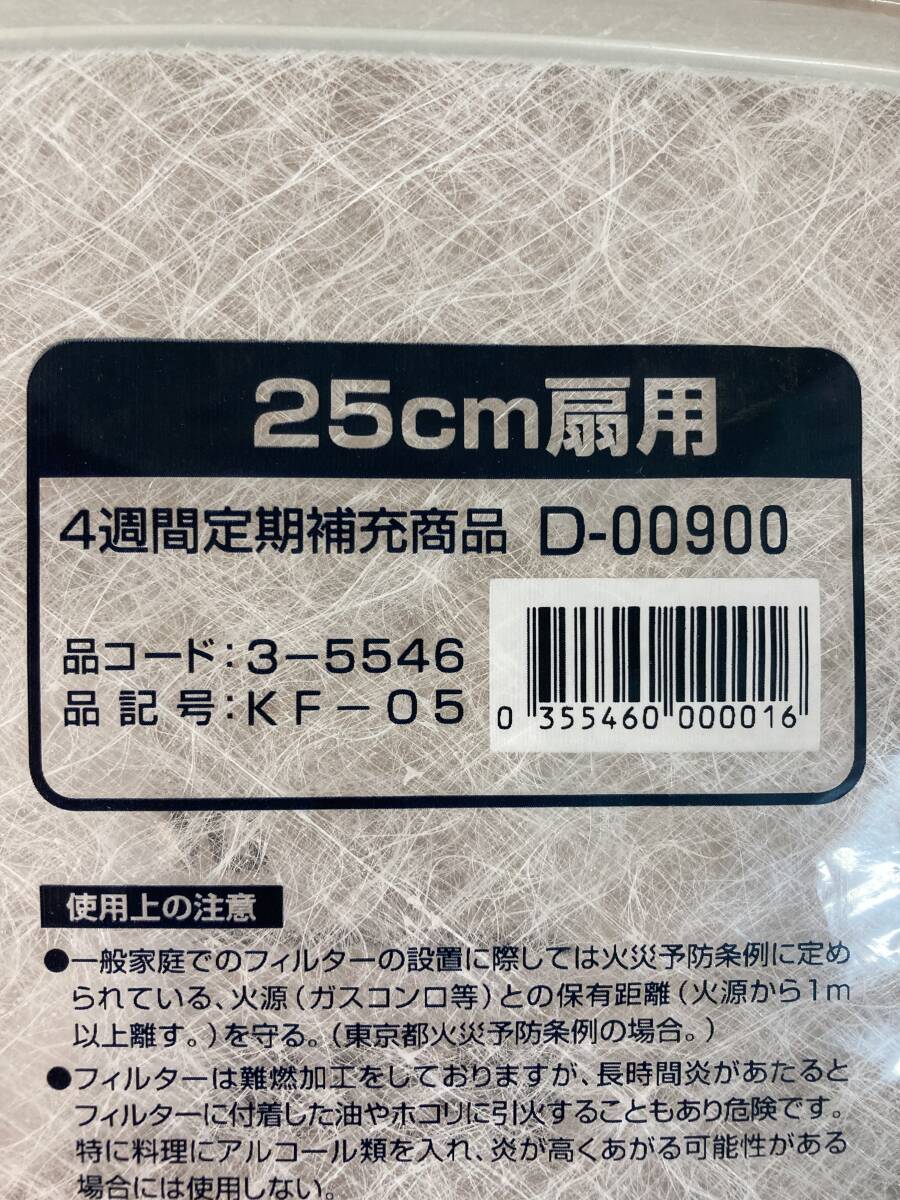 25cm扇用
4週間定期補充商品 D-00900
品コード:3-5546
品記号:KF-05
0 355460 000016
使用上の注意
●一般家庭でのフィルターの設置に際しては火災予防条例に定め
られている、火源(ガスコンロ等)との保有距離(火源から1m
以上離す。)を守る。(東京都火災予防条例の場合。)
●フィルターは難燃加工をしておりますが、長時間炎があたると
フィルターに付着した油やホコリに引火することもあり危険です。
特に料理にアルコール類を入れ、炎が高くあがる可能性がある
場合には使用しない。